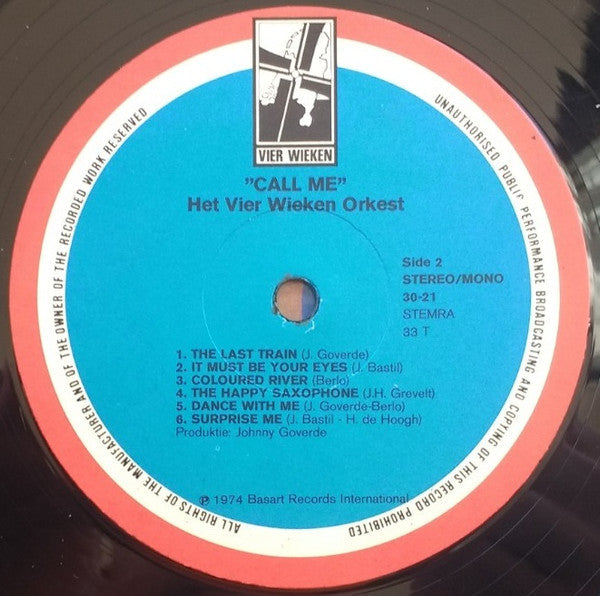 VIER WIEKEN
"CALL ME"
Het Vier Wieken Orkest
Side 2
STEREO/MONO
30-21
STEMRA
33 T
1. THE LAST TRAIN (J. Goverde)
2. IT MUST BE YOUR EYES (J. Bastil)
3. COLOURED RIVER (Berlo)
4. THE HAPPY SAXOPHONE (J.H. Grevelt)
5. DANCE WITH ME (J. Goverde-Berlo)
6. SURPRISE ME (J. Bastil - H. de Hoogh)
Produktie: Johnny Goverde
℗ 1974 Basart Records International
ALL RIGHTS OF THE MANUFACTURER AND OF THE OWNER OF THE RECORDED WORK RESERVED
UNAUTHORISED PUBLIC PERFORMANCE BROADCASTING AND COPYING OF THIS RECORD PROHIBITED